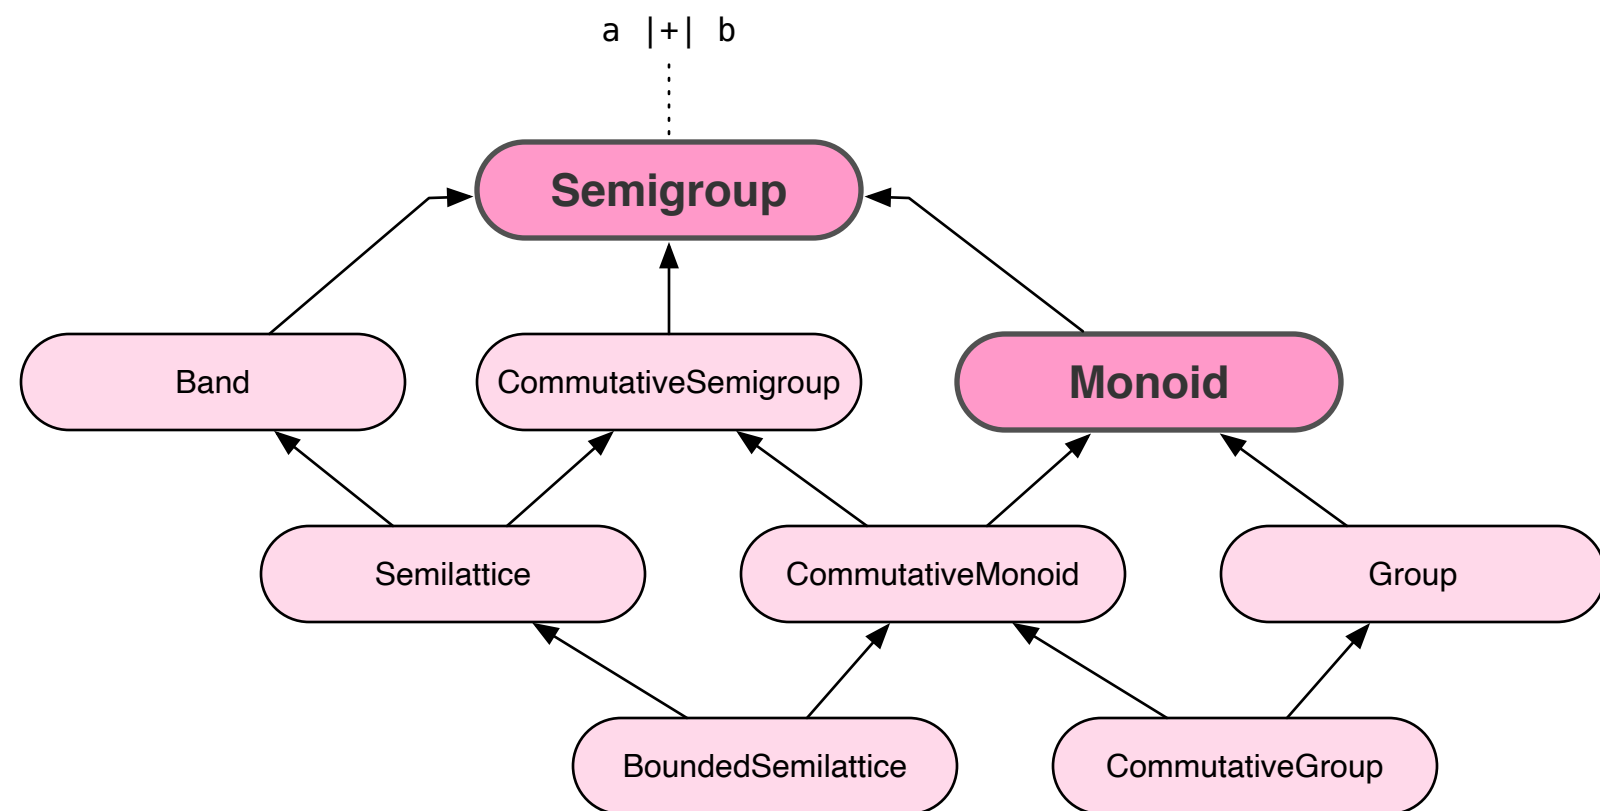 a |+| b
Semigroup
Band
CommutativeSemigroup
Monoid
Semilattice
CommutativeMonoid
Group
BoundedSemilattice
CommutativeGroup